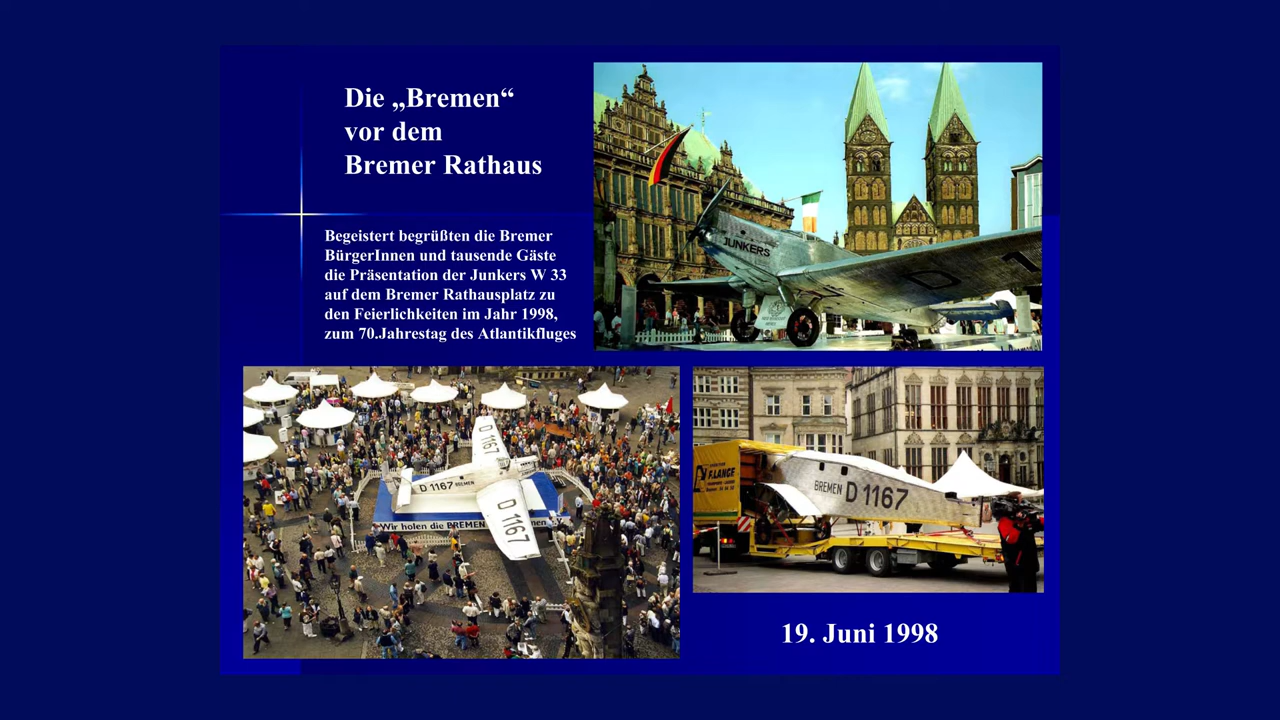 Die „Bremen“
vor dem
Bremer Rathaus
Begeistert begrüßten die Bremer
BürgerInnen und tausende Gäste
die Präsentation der Junkers W 33
auf dem Bremer Rathausplatz zu
den Feierlichkeiten im Jahr 1998,
zum 70.Jahrestag des Atlantikfluges
JUNKERS
D 1
D 1167
D 1167 BREMEN
D 1167
Wir holen die BREMEN
F.LANGE
BREMEN D 1167
19. Juni 1998